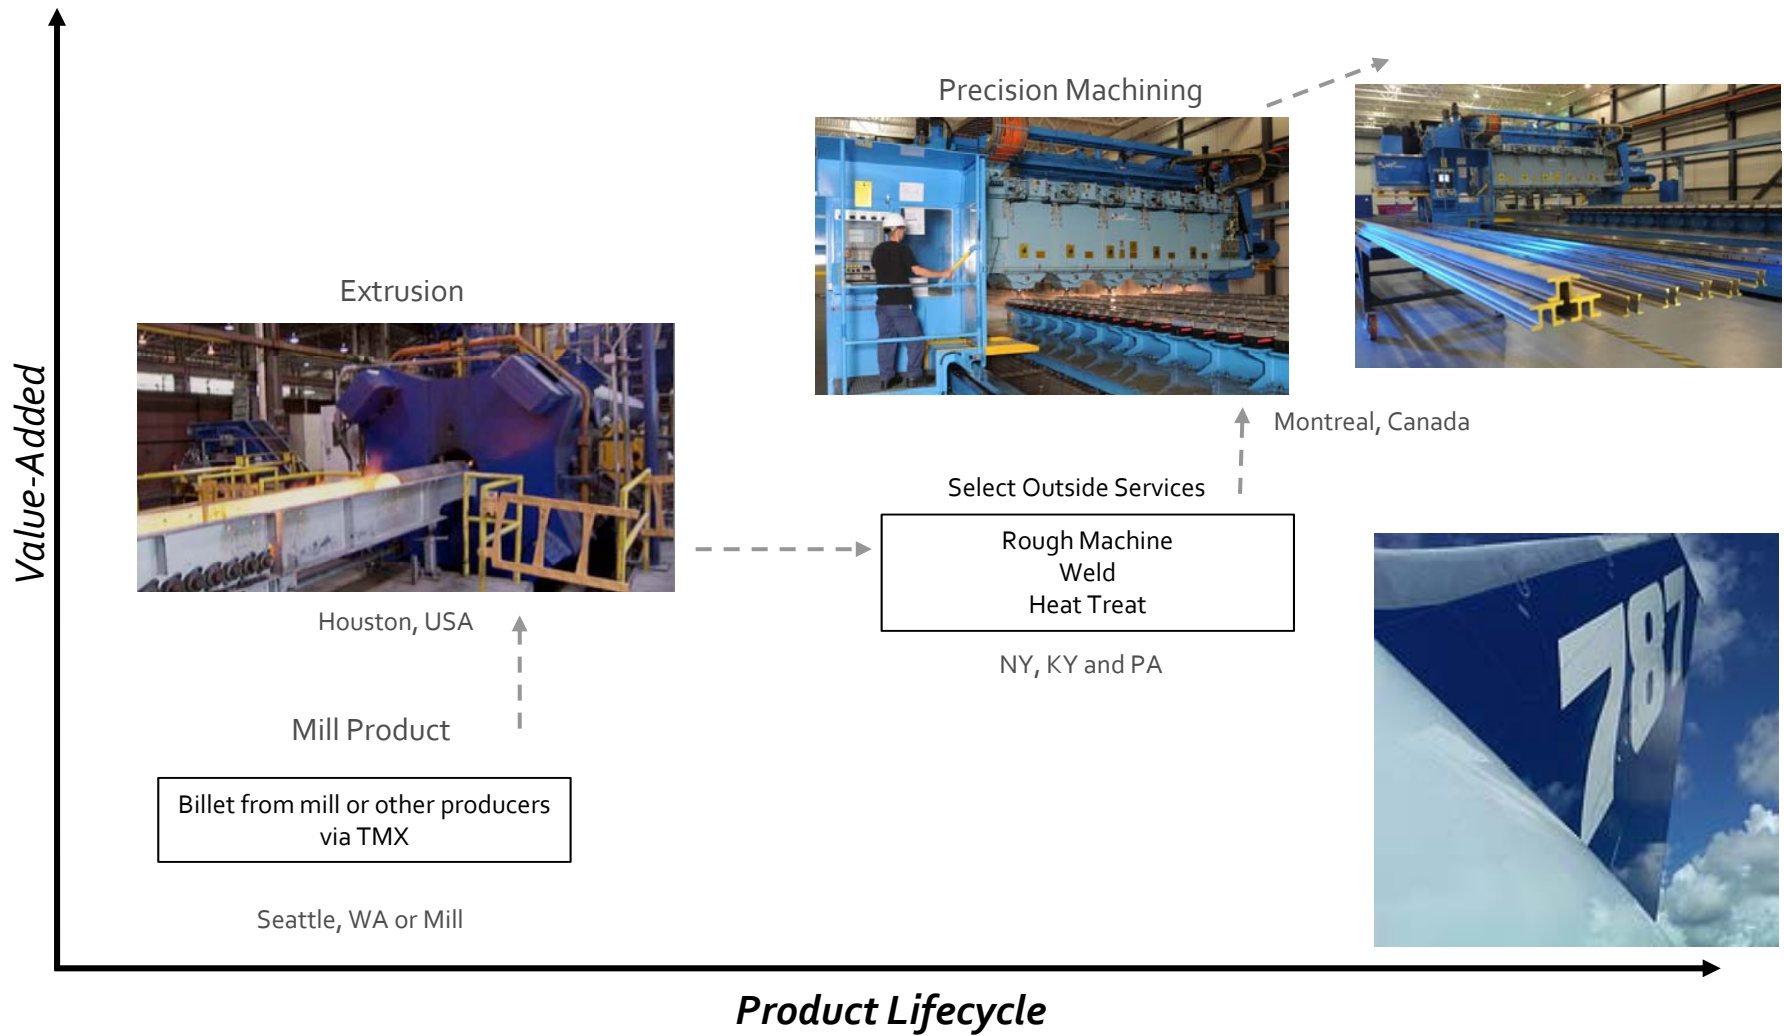 Precision Machining
Extrusion
Value-Added
Montreal, Canada
Select Outside Services
Rough Machine
Weld
Heat Treat
Houston, USA
NY, KY and PA
Mill Product
787
Billet from mill or other producers
via TMX
Seattle, WA or Mill
Product Lifecycle